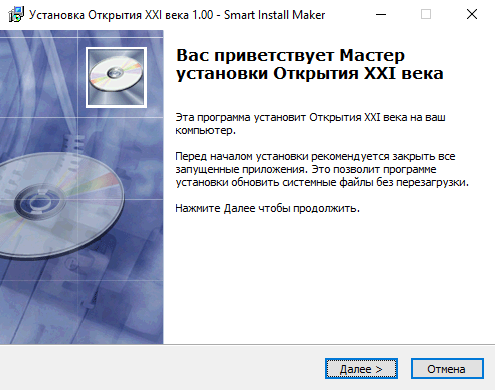 Установка Открытия XXI века 1.00 - Smart Install Maker
Вас приветствует Мастер
установки Открытия XXI века
Эта программа установит Открытия XXI века на ваш
компьютер.
Перед началом установки рекомендуется закрыть все
запущенные приложения. Это позволит программе
установки обновить системные файлы без перезагрузки.
Нажмите Далее чтобы продолжить.
Далее >
Отмена